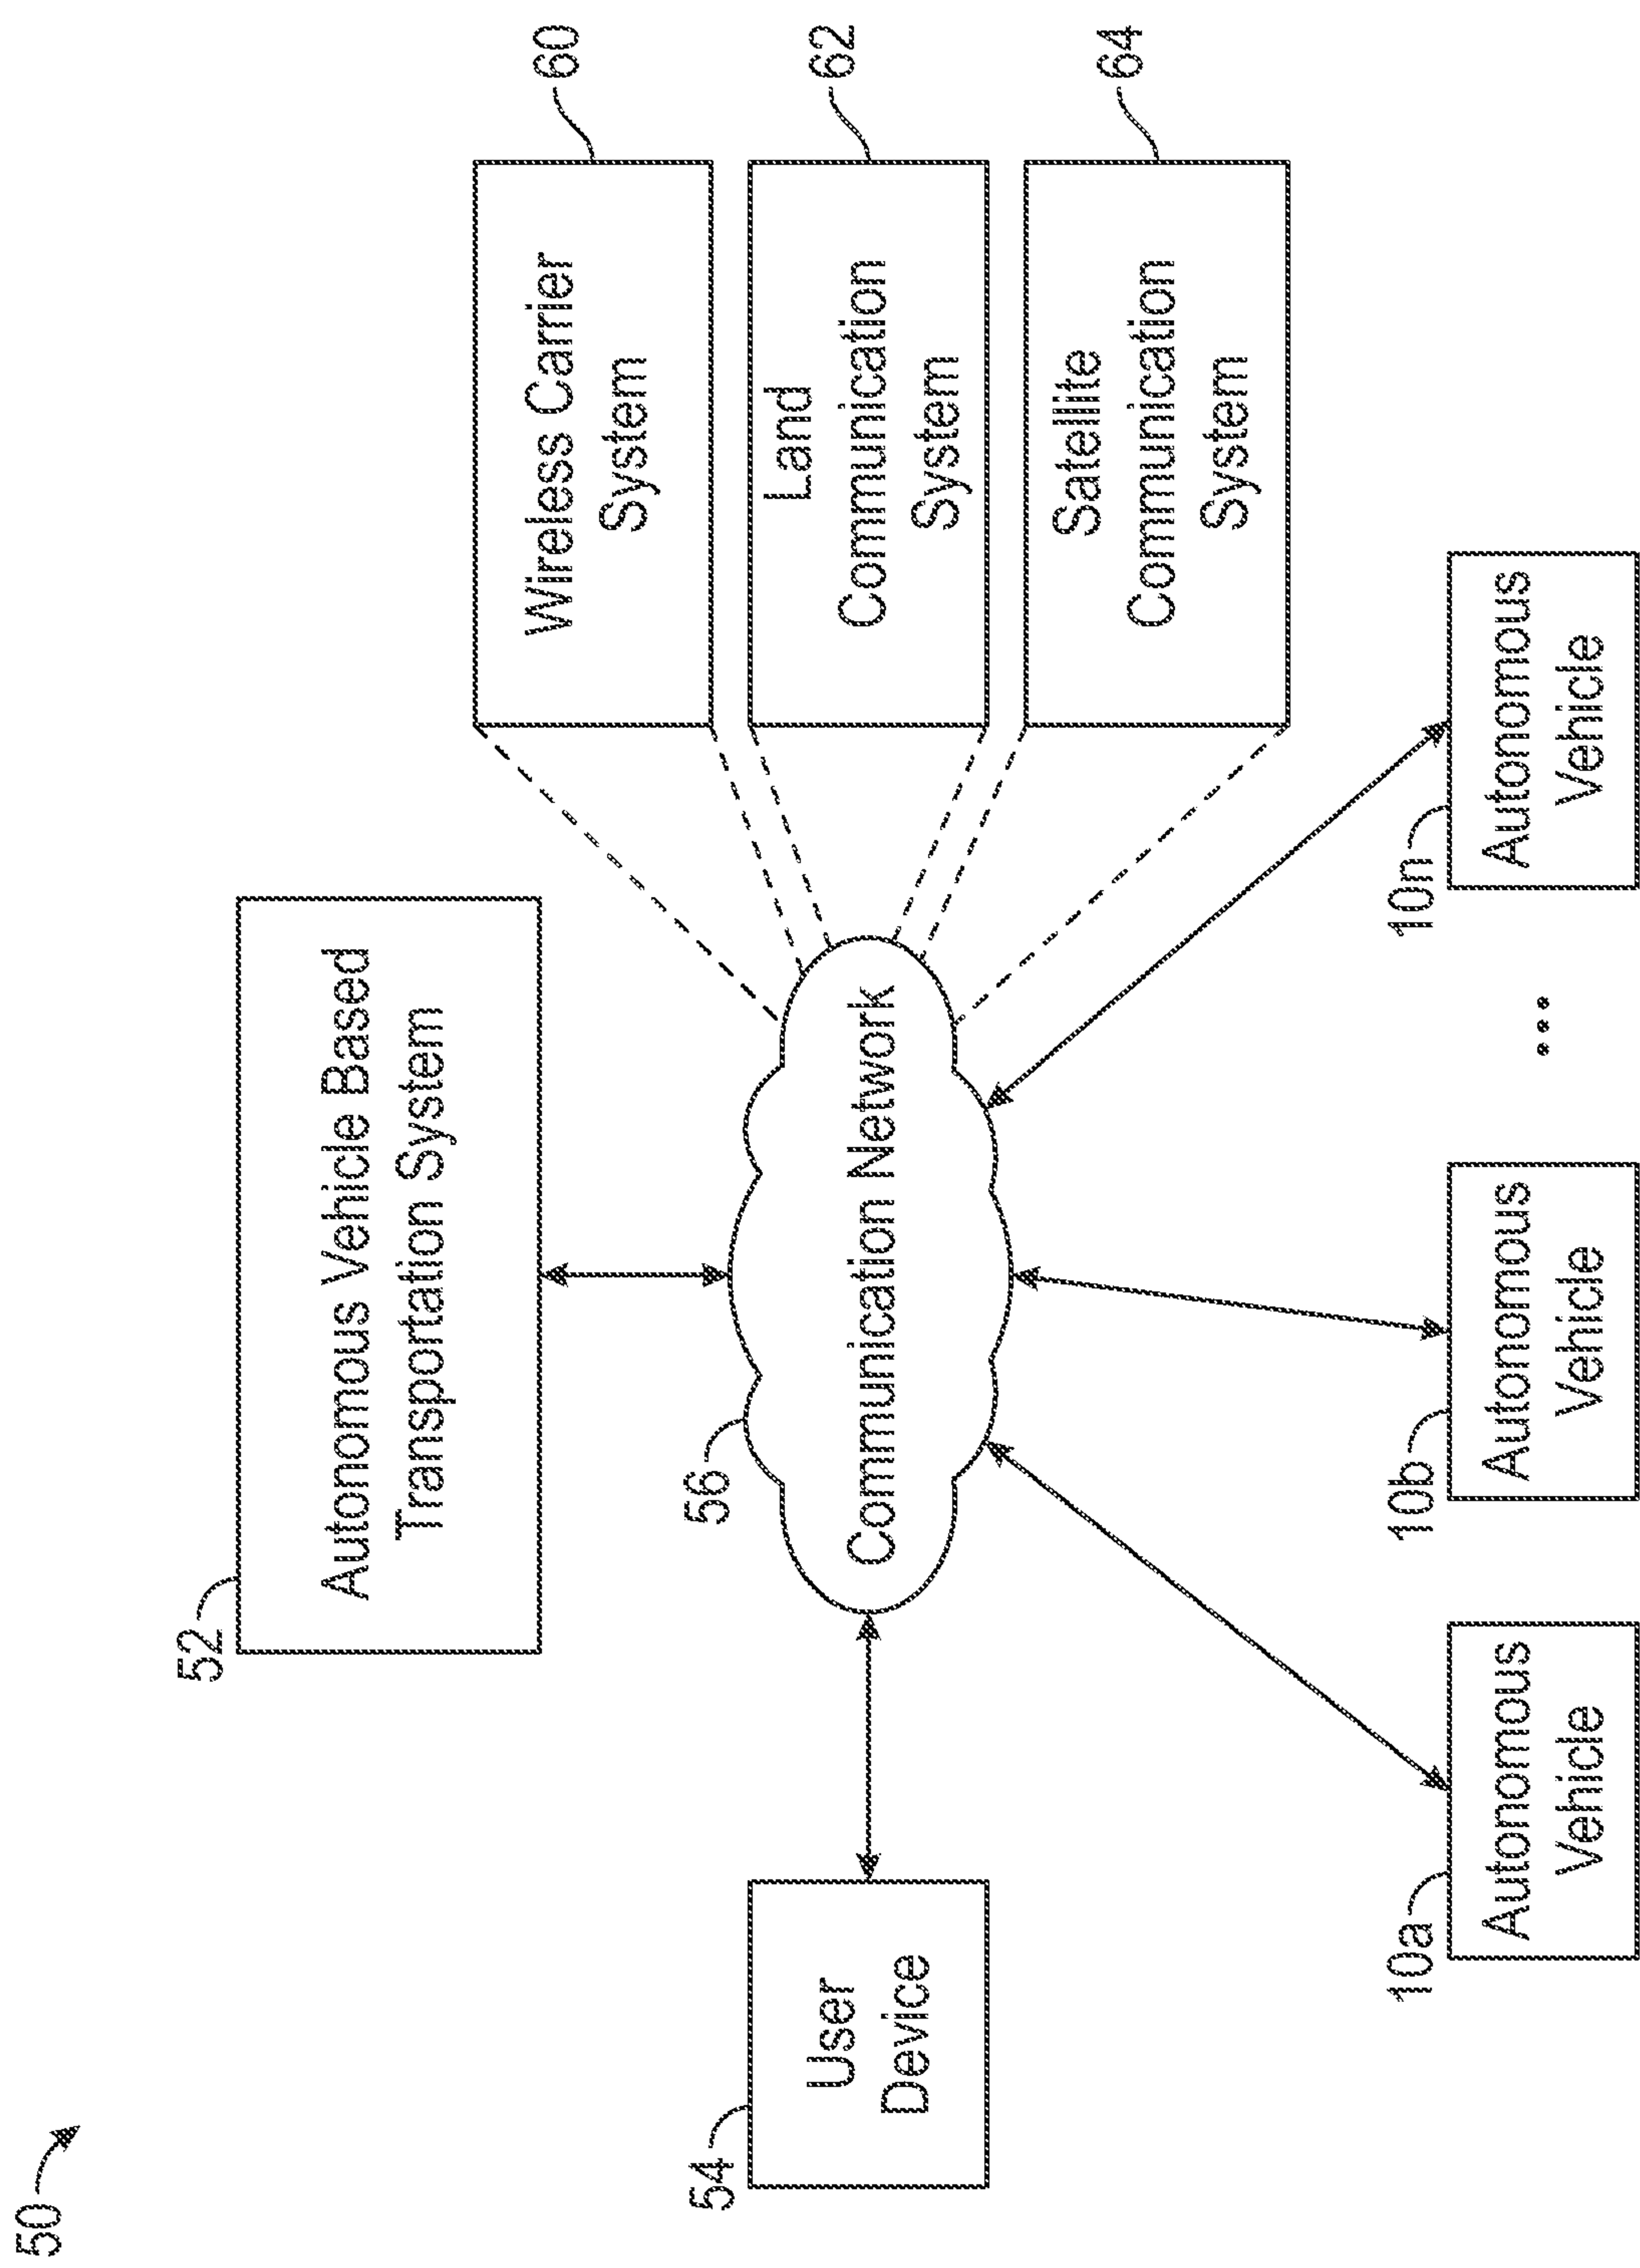 50
52
Autonomous Vehicle Based
Transportation System
60
Wireless Carrier
System
62
Land
Communication
System
64
Satellite
Communication
System
56
Communication Network
54
User
Device
10a
Autonomous
Vehicle
10b
Autonomous
Vehicle
...
10n
Autonomous
Vehicle